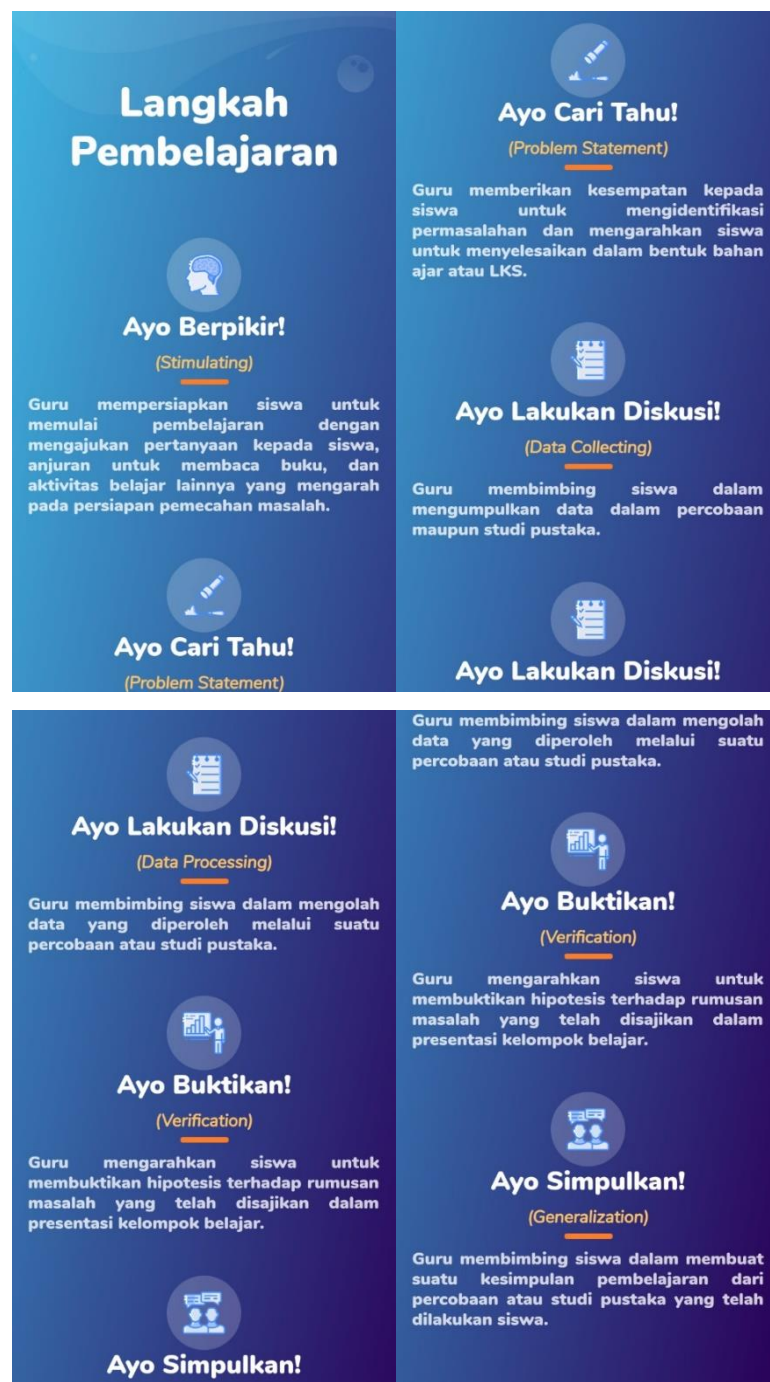 Langkah
Pembelajaran
Ayo Berpikir!
(Stimulating)
Guru mempersiapkan siswa untuk
memulai pembelajaran dengan
mengajukan pertanyaan kepada siswa,
anjuran untuk membaca buku, dan
aktivitas belajar lainnya yang mengarah
pada persiapan pemecahan masalah.
Ayo Cari Tahu!
(Problem Statement)
Ayo Cari Tahu!
(Problem Statement)
Guru memberikan kesempatan kepada
siswa untuk mengidentifikasi
permasalahan dan mengarahkan siswa
untuk menyelesaikan dalam bentuk bahan
ajar atau LKS.
Ayo Lakukan Diskusi!
(Data Collecting)
Guru membimbing siswa dalam
mengumpulkan data dalam percobaan
maupun studi pustaka.
Ayo Lakukan Diskusi!
Ayo Lakukan Diskusi!
(Data Processing)
Guru membimbing siswa dalam mengolah
data yang diperoleh melalui suatu
percobaan atau studi pustaka.
Ayo Buktikan!
(Verification)
Guru mengarahkan siswa untuk
membuktikan hipotesis terhadap rumusan
masalah yang telah disajikan dalam
presentasi kelompok belajar.
Ayo Simpulkan!
Guru membimbing siswa dalam mengolah
data yang diperoleh melalui suatu
percobaan atau studi pustaka.
Ayo Buktikan!
(Verification)
Guru mengarahkan siswa untuk
membuktikan hipotesis terhadap rumusan
masalah yang telah disajikan dalam
presentasi kelompok belajar.
Ayo Simpulkan!
(Generalization)
Guru membimbing siswa dalam membuat
suatu kesimpulan pembelajaran dari
percobaan atau studi pustaka yang telah
dilakukan siswa.